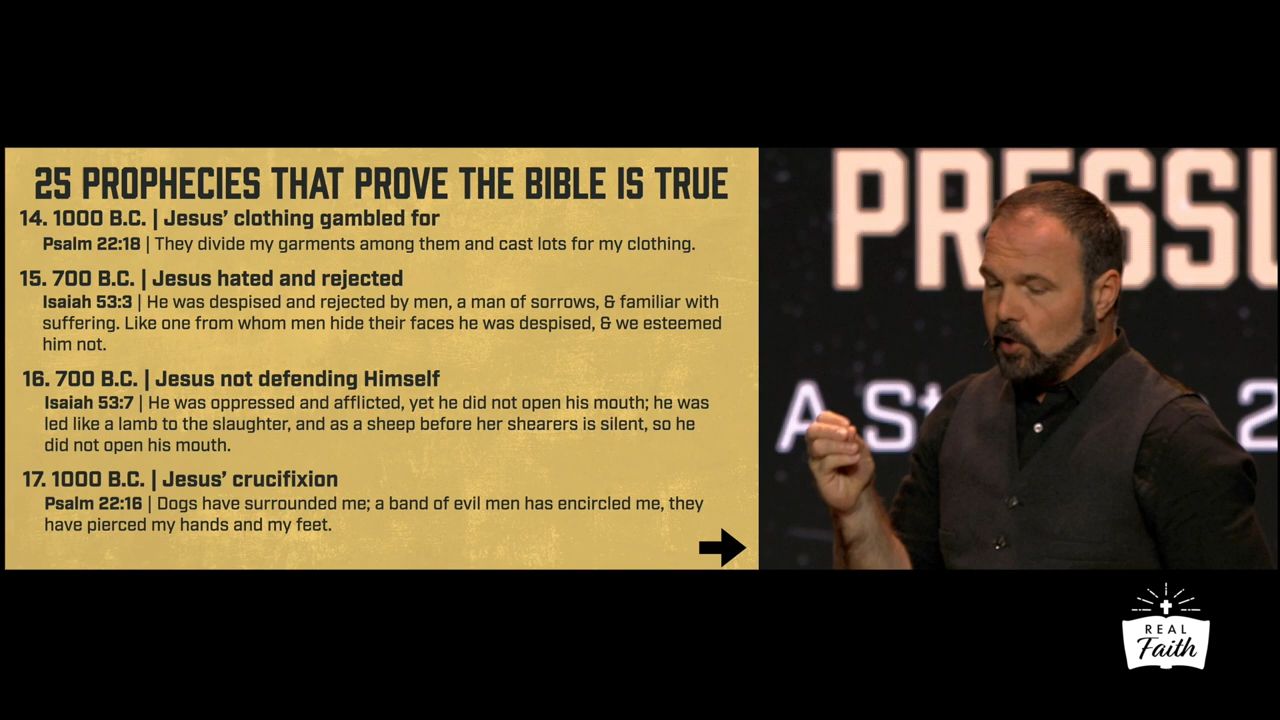 25 PROPHECIES THAT PROVE THE BIBLE IS TRUE
14. 1000 B.C. | Jesus’ clothing gambled for
Psalm 22:18 | They divide my garments among them and cast lots for my clothing.
15. 700 B.C. | Jesus hated and rejected
Isaiah 53:3 | He was despised and rejected by men, a man of sorrows, & familiar with
suffering. Like one from whom men hide their faces he was despised, & we esteemed
him not.
16. 700 B.C. | Jesus not defending Himself
Isaiah 53:7 | He was oppressed and afflicted, yet he did not open his mouth; he was
led like a lamb to the slaughter, and as a sheep before her shearers is silent, so he
did not open his mouth.
17. 1000 B.C. | Jesus’ crucifixion
Psalm 22:16 | Dogs have surrounded me; a band of evil men has encircled me, they
have pierced my hands and my feet.
PRESSU
A St 2
REAL
Faith